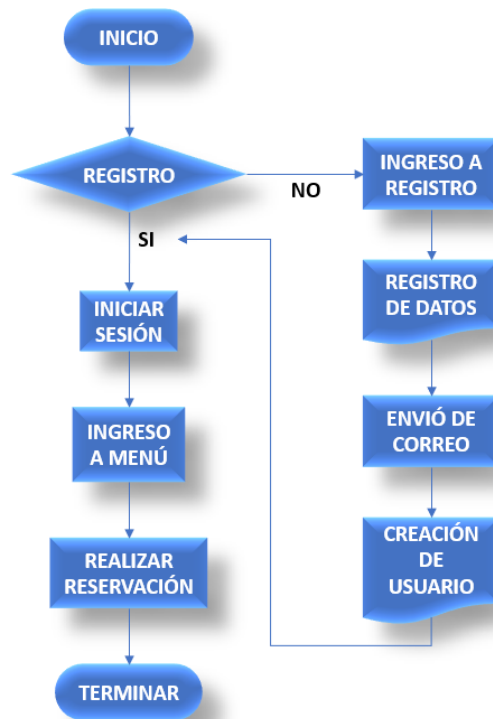 INICIO
REGISTRO
NO
SI
INGRESO A
REGISTRO
REGISTRO
DE DATOS
ENVIÓ DE
CORREO
CREACIÓN
DE
USUARIO
INICIAR
SESIÓN
INGRESO
A MENÚ
REALIZAR
RESERVACIÓN
TERMINAR